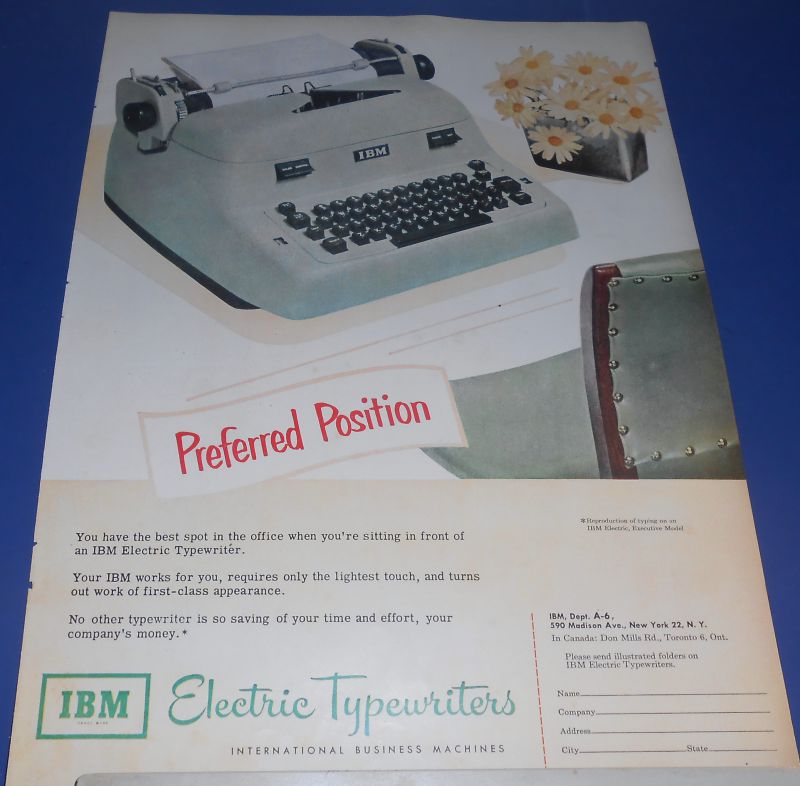 IBM
Preferred Position
*Reproduction of typing on an
IBM Electric, Executive Model
You have the best spot in the office when you're sitting in front of
an IBM Electric Typewriter.
Your IBM works for you, requires only the lightest touch, and turns
out work of first-class appearance.
No other typewriter is so saving of your time and effort, your
company's money.*
IBM, Dept. A-6,
590 Madison Ave., New York 22, N. Y.
In Canada: Don Mills Rd., Toronto 6, Ont.
Please send illustrated folders on
IBM Electric Typewriters.
Name
Company
Address
City State
IBM
TRADE MARK
Electric Typewriters
INTERNATIONAL BUSINESS MACHINES